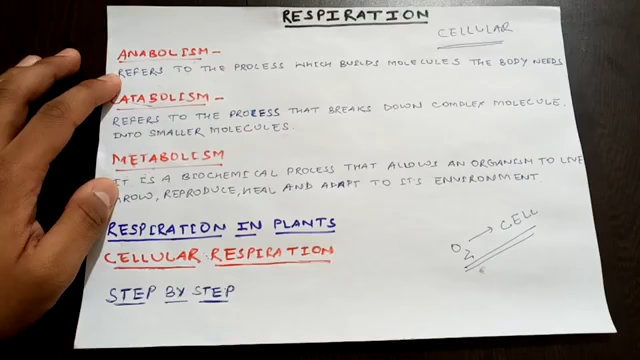 RESPIRATION
CELLULAR
ANABOLISM -
REFERS TO THE PROCESS WHICH BUILDS MOLECULES THE BODY NEEDS
CATABOLISM -
REFERS TO THE PROCESS THAT BREAKS DOWN COMPLEX MOLECULE
INTO SMALLER MOLECULES.
METABOLISM
IT IS A BIOCHEMICAL PROCESS THAT ALLOWS AN ORGANISM TO LIVE
GROW, REPRODUCE, HEAL AND ADAPT TO ITS ENVIRONMENT
RESPIRATION IN PLANTS
O2 → CELL
CELLULAR RESPIRATION
STEP BY STEP